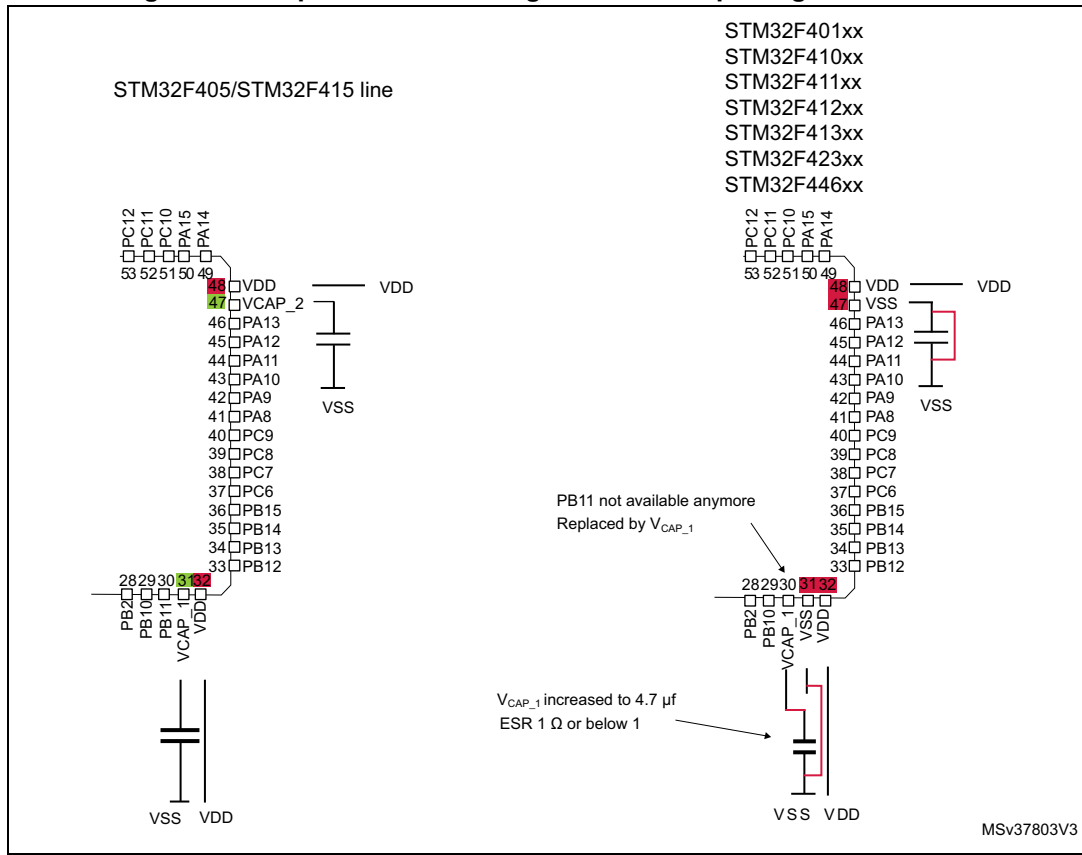 STM32F405/STM32F415 line
PC12
PC11
PC10
PA15
PA14
53 52 51 50 49
48 VDD
47 VCAP_2
46 PA13
45 PA12
44 PA11
43 PA10
42 PA9
41 PA8
40 PC9
39 PC8
38 PC7
37 PC6
36 PB15
35 PB14
34 PB13
33 PB12
VDD
VSS
28 29 30 31 32
PB2
PB10
PB11
VCAP_1
VDD
VSS VDD
STM32F401xx
STM32F410xx
STM32F411xx
STM32F412xx
STM32F413xx
STM32F423xx
STM32F446xx
PC12
PC11
PC10
PA15
PA14
53 52 51 50 49
48 VDD
47 VSS
46 PA13
45 PA12
44 PA11
43 PA10
42 PA9
41 PA8
40 PC9
39 PC8
38 PC7
37 PC6
36 PB15
35 PB14
34 PB13
33 PB12
VDD
VSS
PB11 not available anymore
Replaced by VCAP_1
28 29 30 31 32
PB2
PB10
VCAP_1
VSS
VDD
VCAP_1 increased to 4.7 µf
ESR 1 Ω or below 1
VSS VDD
MSv37803V3